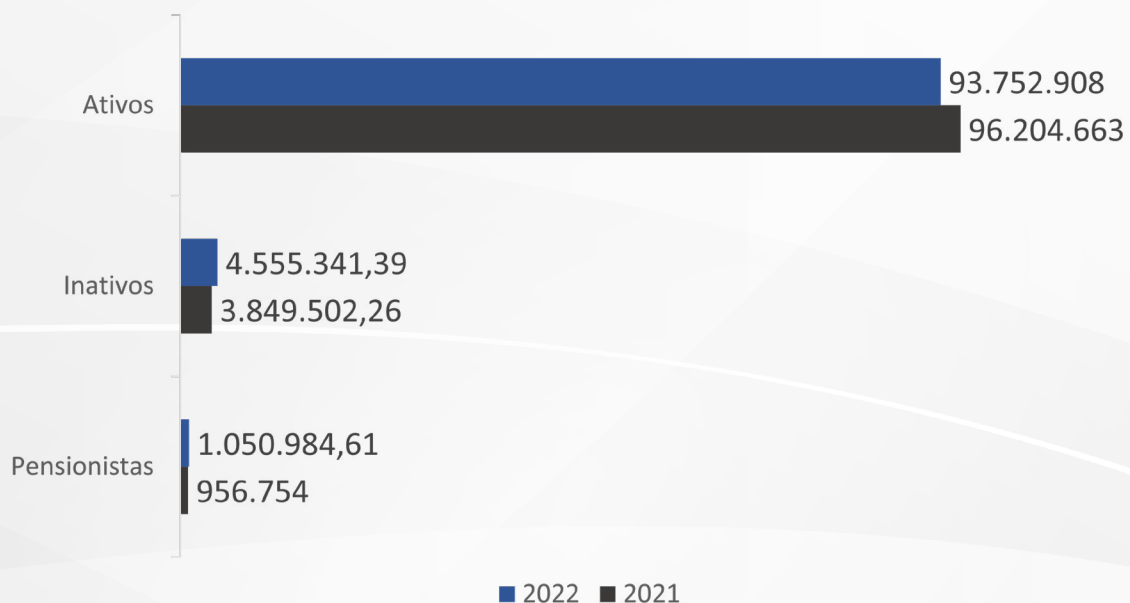 Ativos
93.752.908
96.204.663
Inativos
4.555.341,39
3.849.502,26
Pensionistas
1.050.984,61
956.754
2022 2021